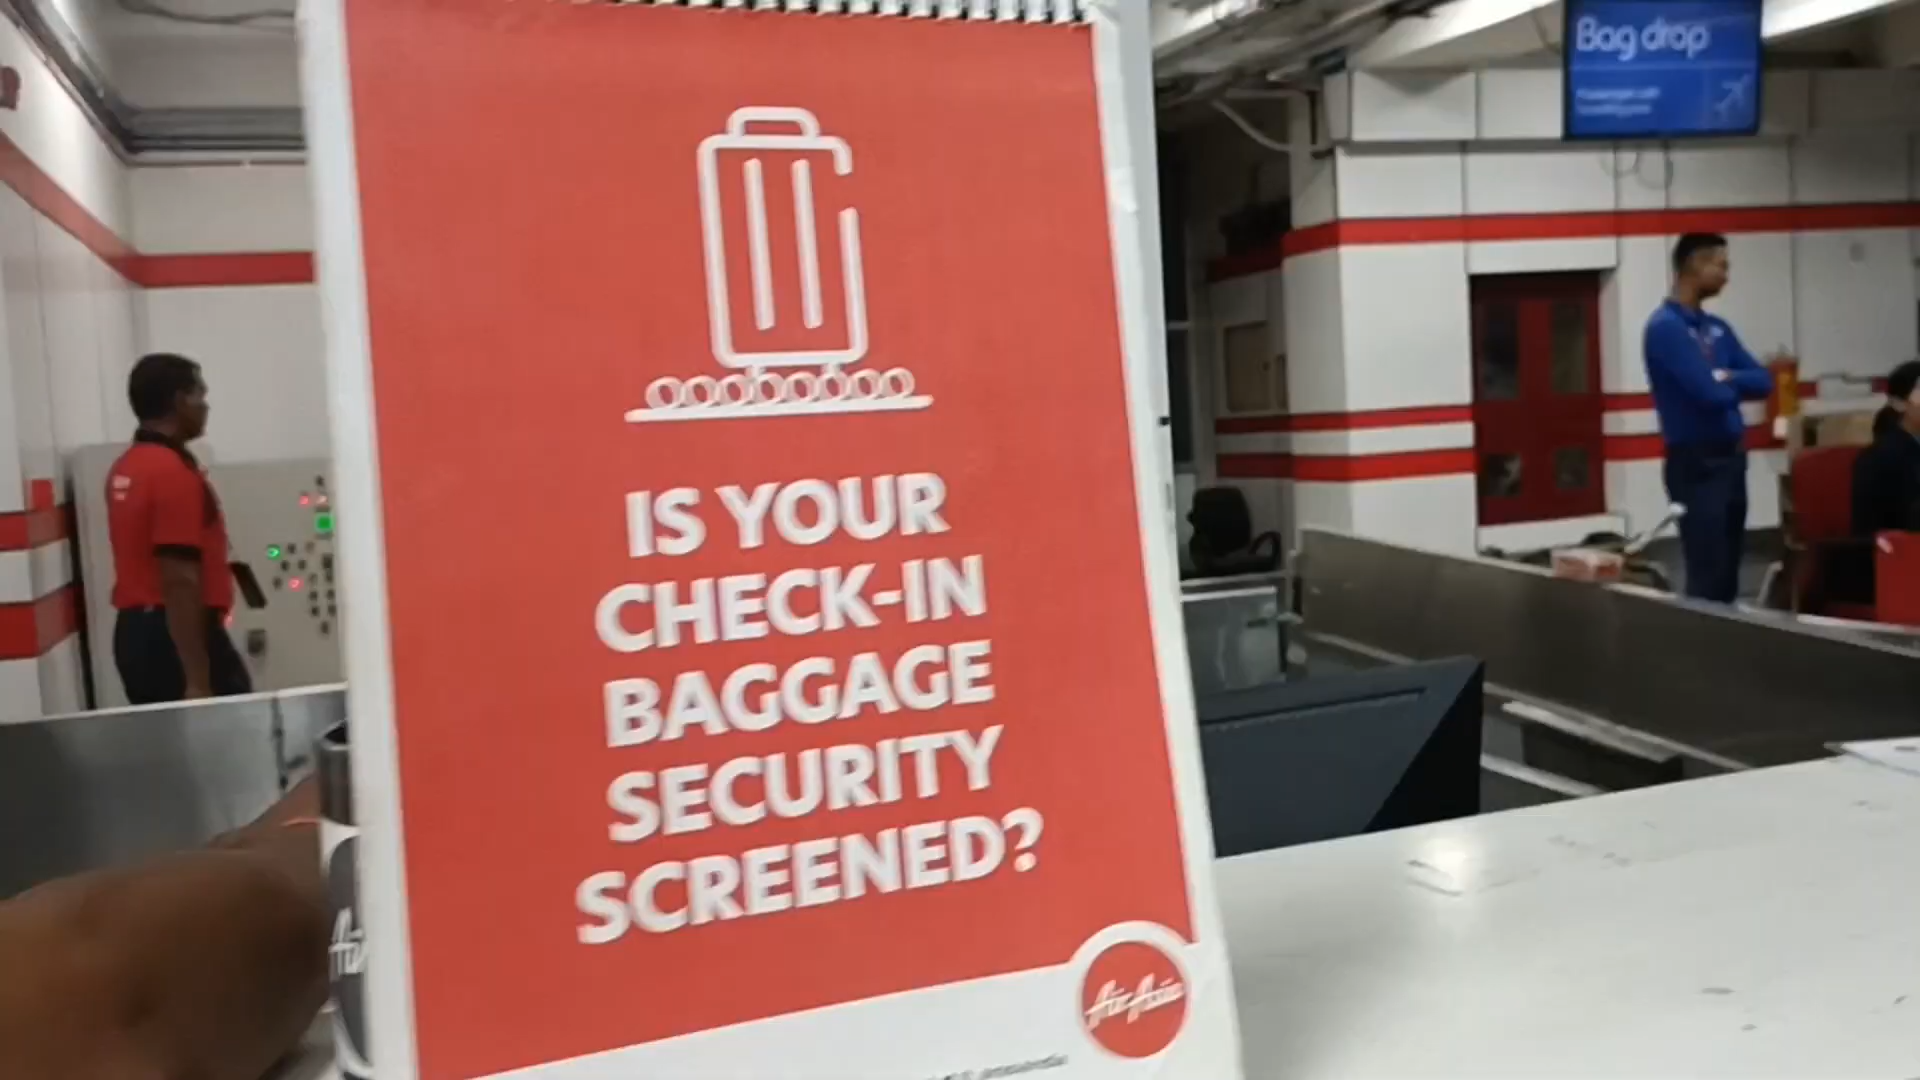 Bag drop
IS YOUR
CHECK-IN
BAGGAGE
SECURITY
SCREENED?
AirAsia